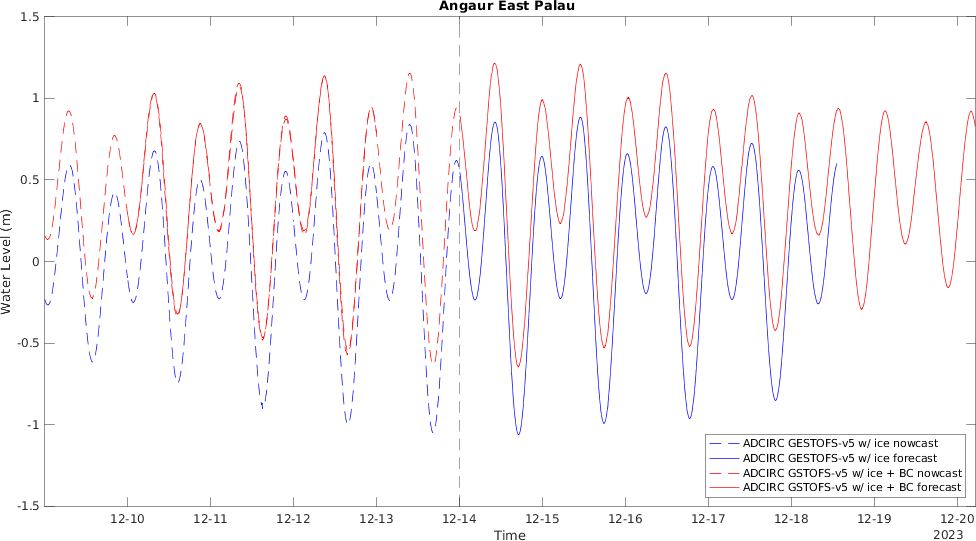 Angaur East Palau
1.5
1
0.5
0
-0.5
-1
-1.5
Water Level (m)
ADCIRC GESTOFS-v5 w/ ice nowcast
ADCIRC GESTOFS-v5 w/ ice forecast
ADCIRC GSTOFS-v5 w/ ice + BC nowcast
ADCIRC GSTOFS-v5 w/ ice + BC forecast
12-10 12-11 12-12 12-13 12-14 12-15 12-16 12-17 12-18 12-19 12-20
Time
2023